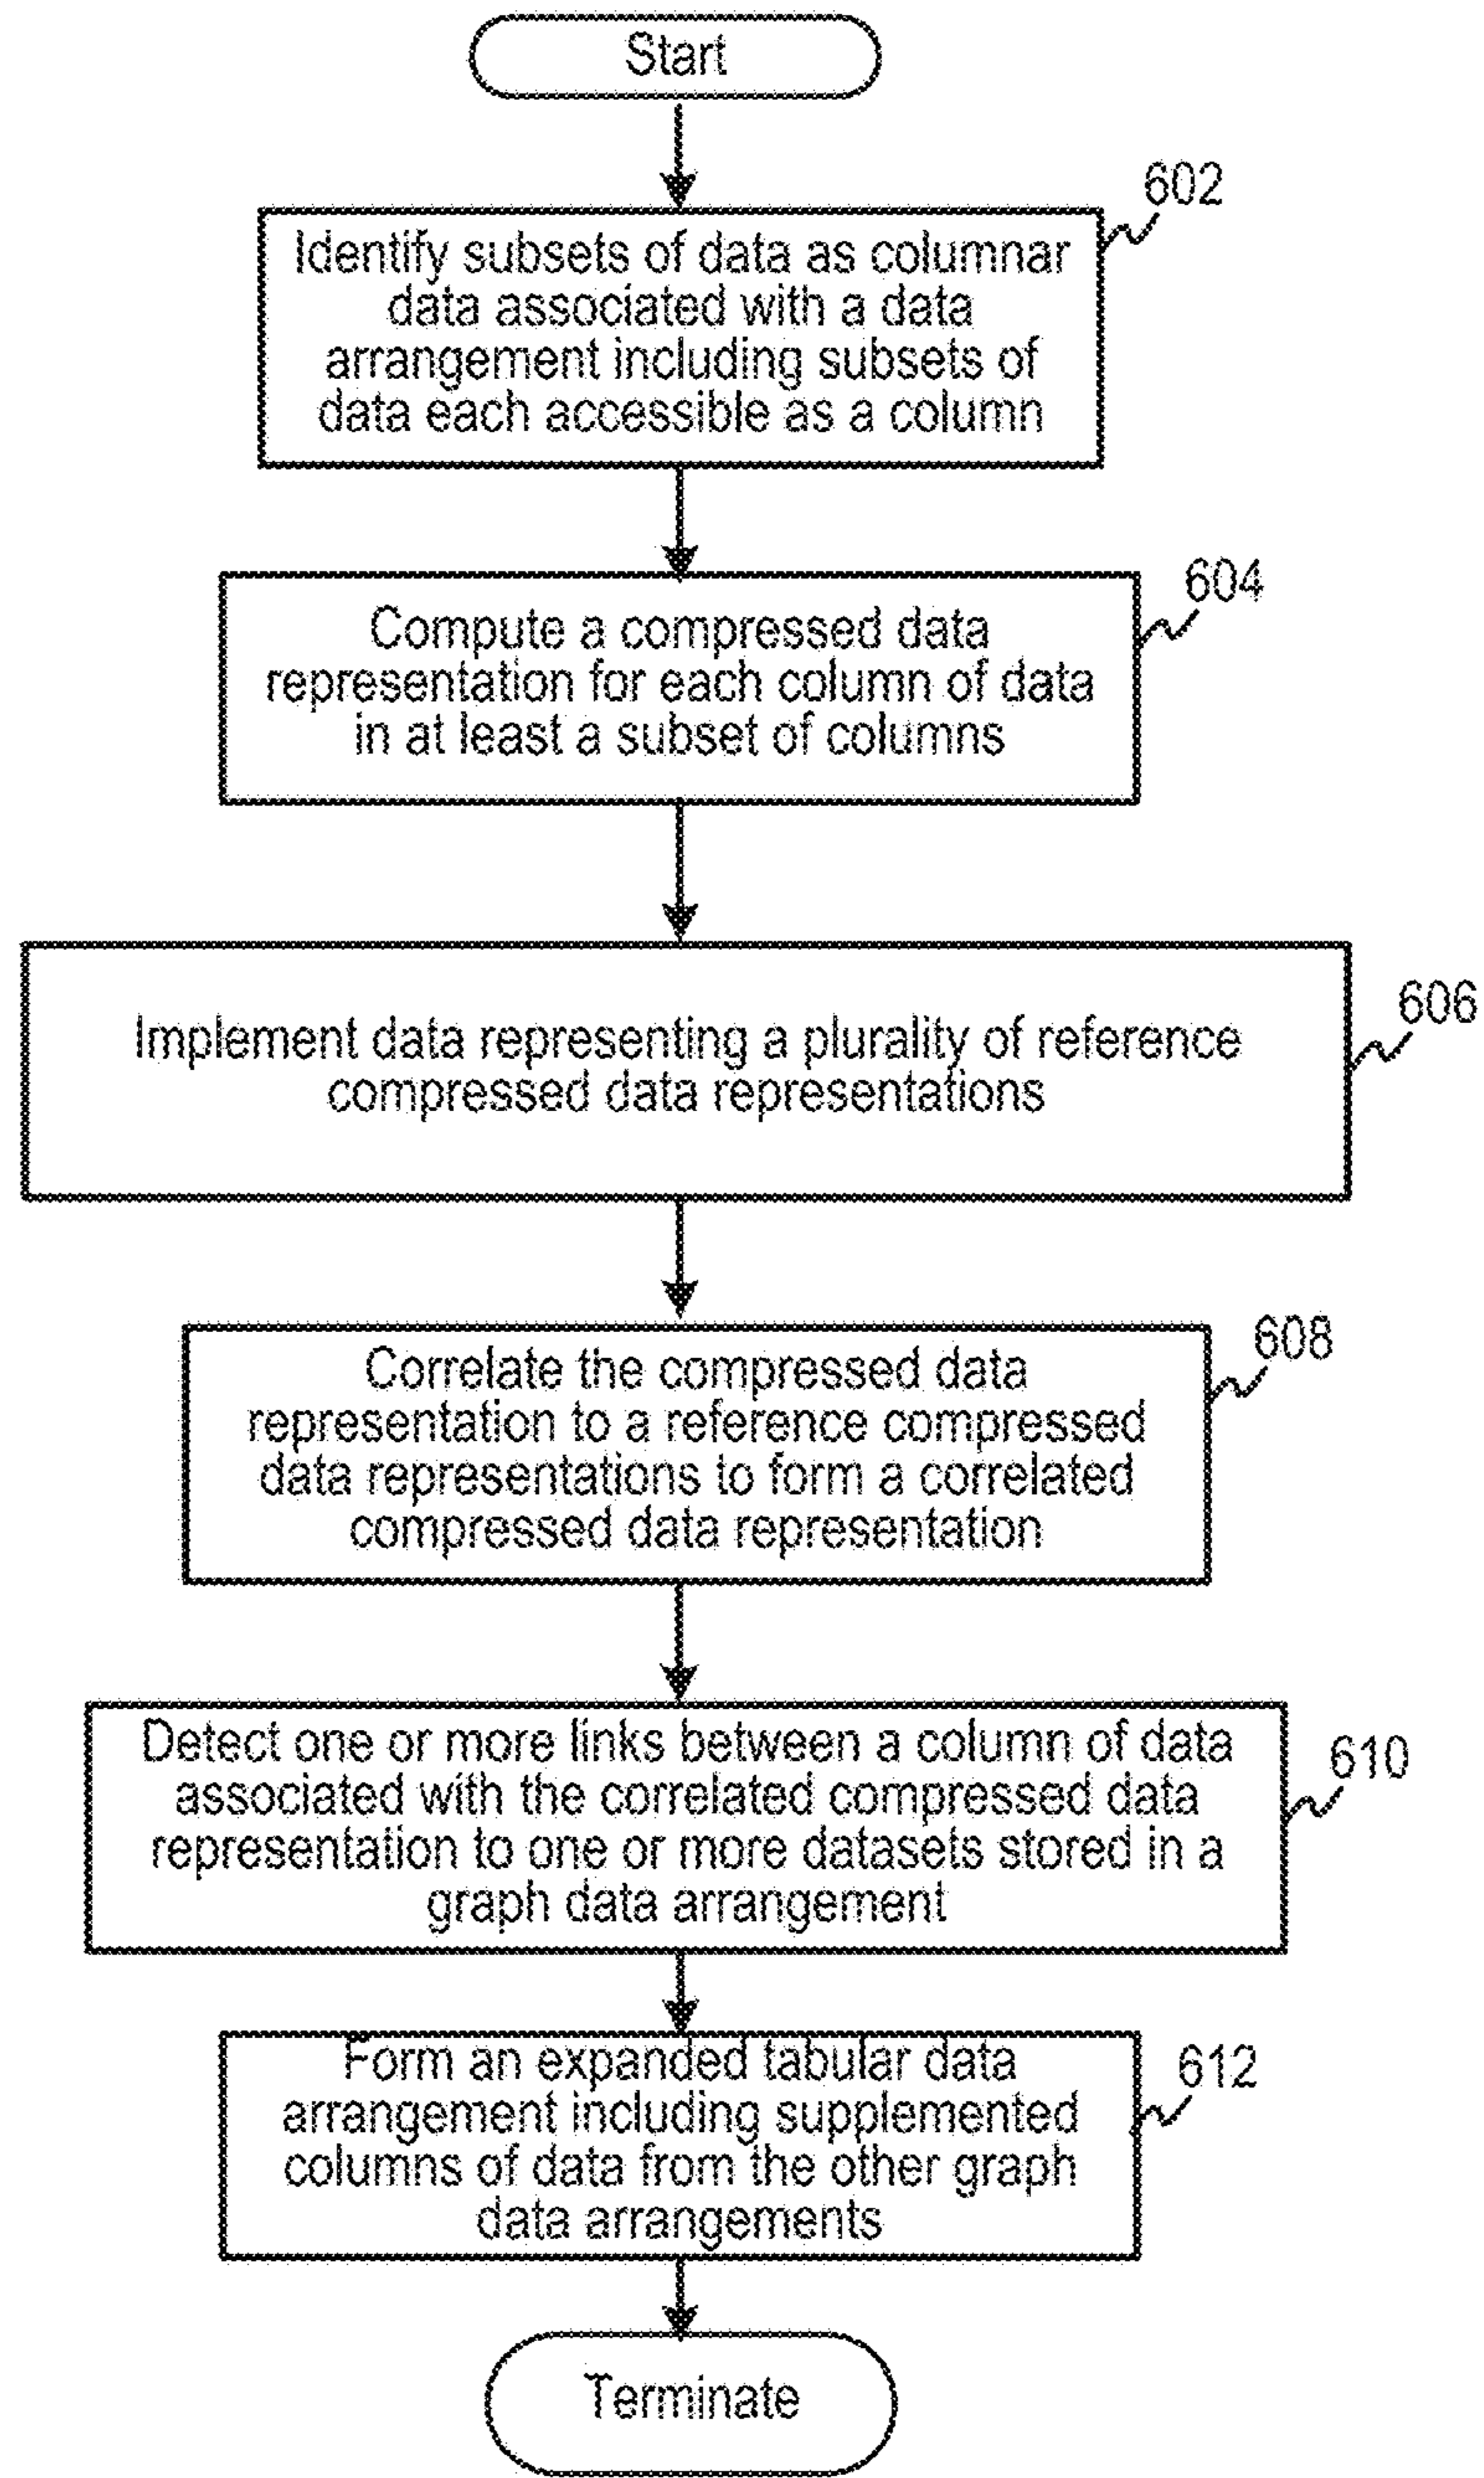 Start
602
Identify subsets of data as columnar
data associated with a data
arrangement including subsets of
data each accessible as a column
604
Compute a compressed data
representation for each column of data
in at least a subset of columns
606
Implement data representing a plurality of reference
compressed data representations
608
Correlate the compressed data
representation to a reference compressed
data representations to form a correlated
compressed data representation
610
Detect one or more links between a column of data
associated with the correlated compressed data
representation to one or more datasets stored in a
graph data arrangement
612
Form an expanded tabular data
arrangement including supplemented
columns of data from the other graph
data arrangements
Terminate